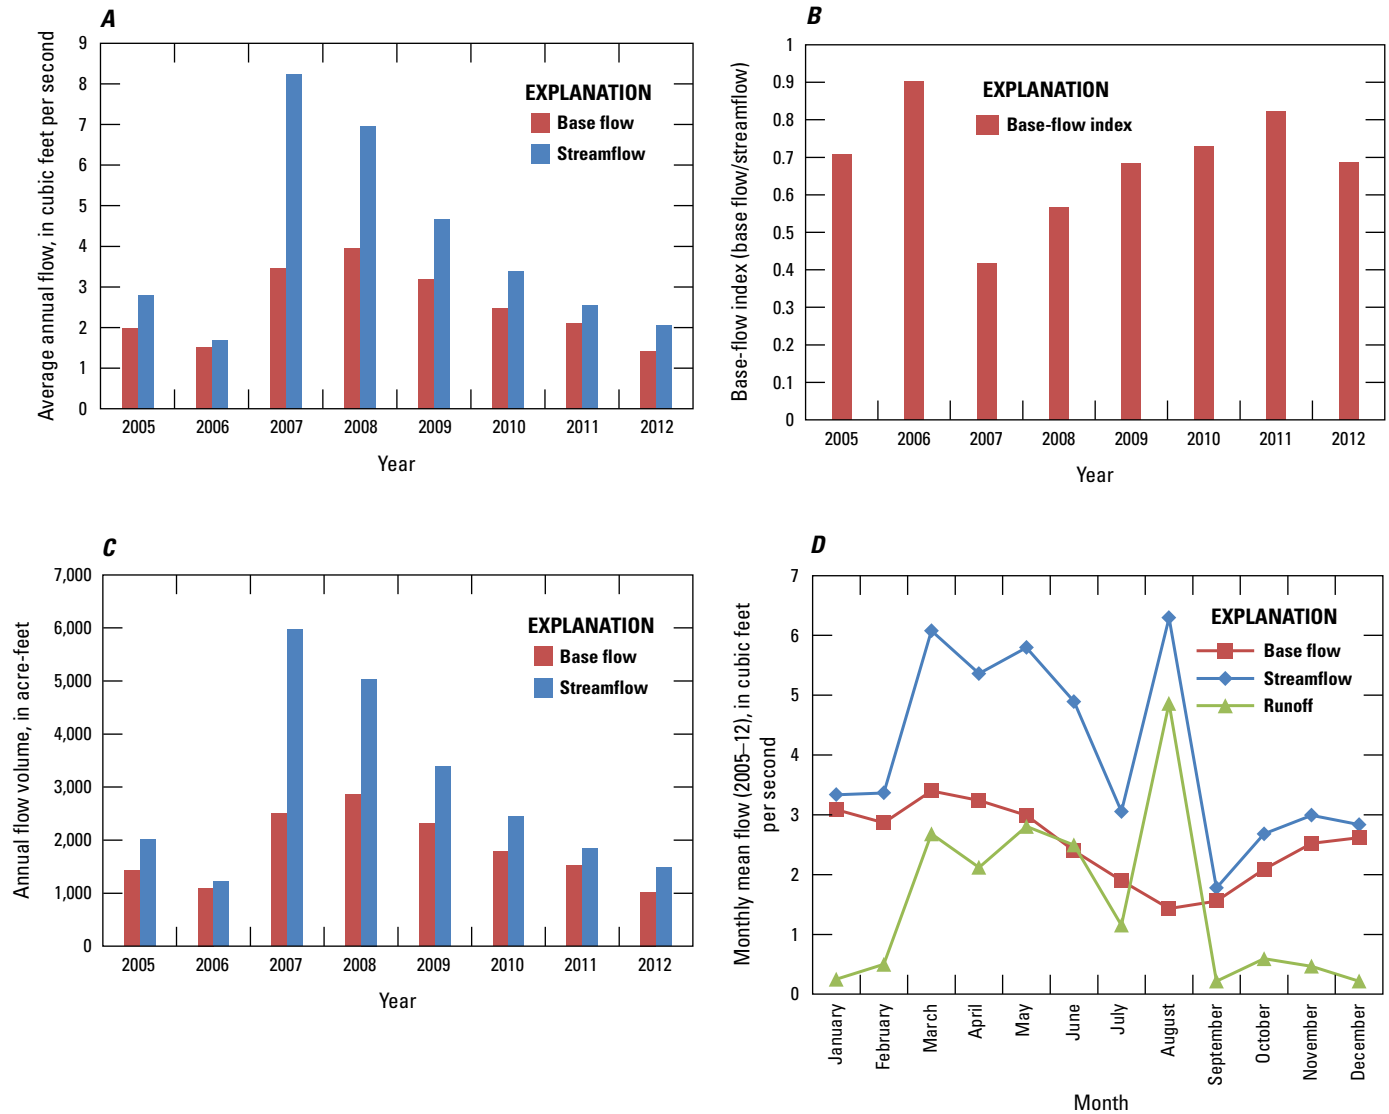 A
Average annual flow, in cubic feet per second
9
8
7
6
5
4
3
2
1
0
EXPLANATION
Base flow
Streamflow
2005 2006 2007 2008 2009 2010 2011 2012
Year
B
Base-flow index (base flow/streamflow)
1
0.9
0.8
0.7
0.6
0.5
0.4
0.3
0.2
0.1
0
EXPLANATION
Base-flow index
2005 2006 2007 2008 2009 2010 2011 2012
Year
C
Annual flow volume, in acre-feet
7,000
6,000
5,000
4,000
3,000
2,000
1,000
0
EXPLANATION
Base flow
Streamflow
2005 2006 2007 2008 2009 2010 2011 2012
Year
D
Monthly mean flow (2005–12), in cubic feet
per second
7
6
5
4
3
2
1
0
EXPLANATION
Base flow
Streamflow
Runoff
January
February
March
April
May
June
July
August
September
October
November
December
Month